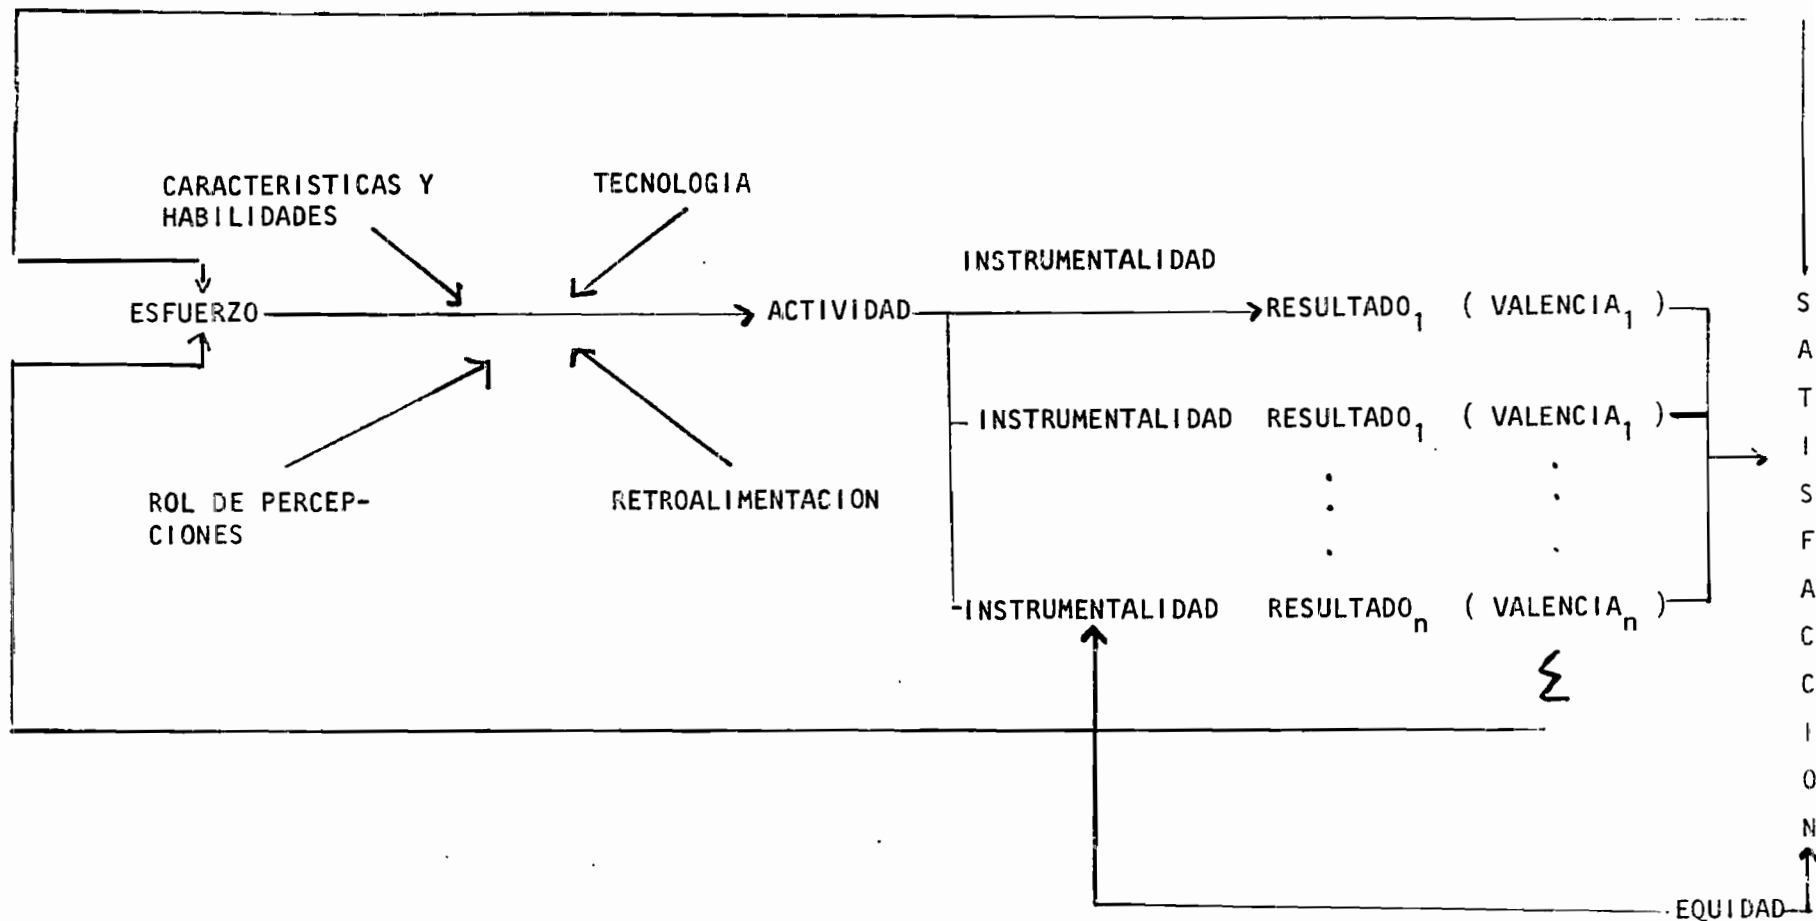 CARACTERISTICAS Y
HABILIDADES
TECNOLOGIA
INSTRUMENTALIDAD
ESFUERZO
ACTIVIDAD
RESULTADO1 ( VALENCIA1 )
INSTRUMENTALIDAD RESULTADO1 ( VALENCIA1 )
ROL DE PERCEP-
CIONES
RETROALIMENTACION
INSTRUMENTALIDAD RESULTADOn ( VALENCIAn )
Σ
SATISFACCION
EQUIDAD